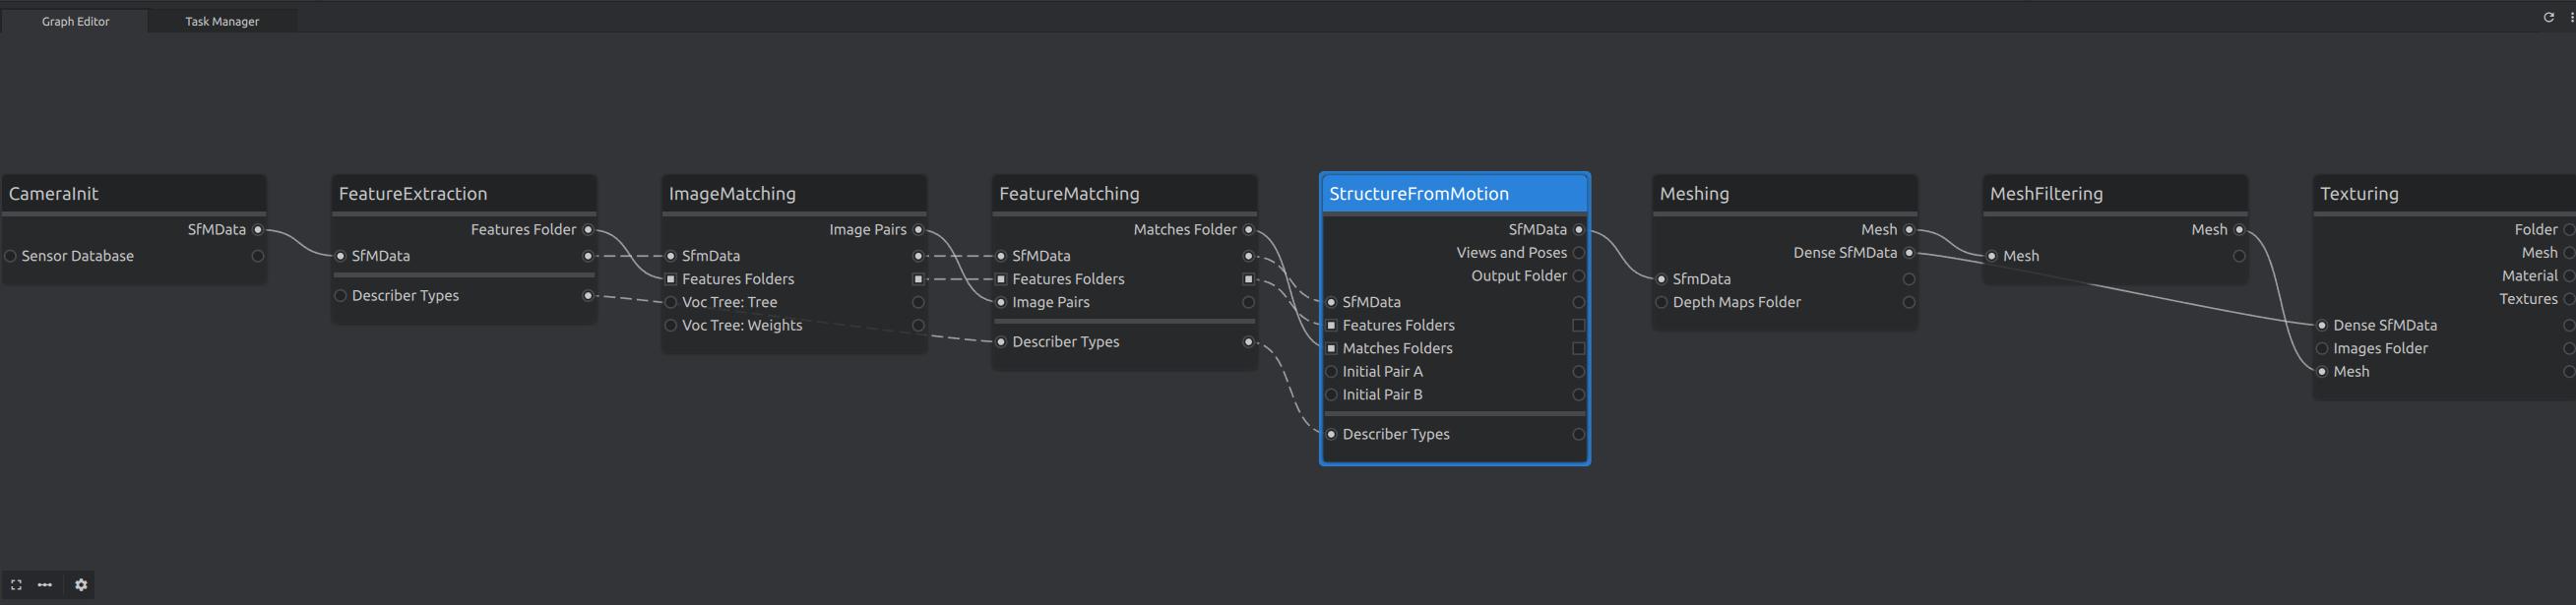 Graph Editor
Task Manager
CameraInit
SfMData
Sensor Database
FeatureExtraction
Features Folder
SfMData
Describer Types
ImageMatching
Image Pairs
SfmData
Features Folders
Voc Tree: Tree
Voc Tree: Weights
FeatureMatching
Matches Folder
SfMData
Features Folders
Image Pairs
Describer Types
StructureFromMotion
SfMData
Views and Poses
Output Folder
SfMData
Features Folders
Matches Folders
Initial Pair A
Initial Pair B
Describer Types
Meshing
Mesh
Dense SfMData
SfmData
Depth Maps Folder
MeshFiltering
Mesh
Mesh
Texturing
Folder
Mesh
Material
Textures
Dense SfMData
Images Folder
Mesh